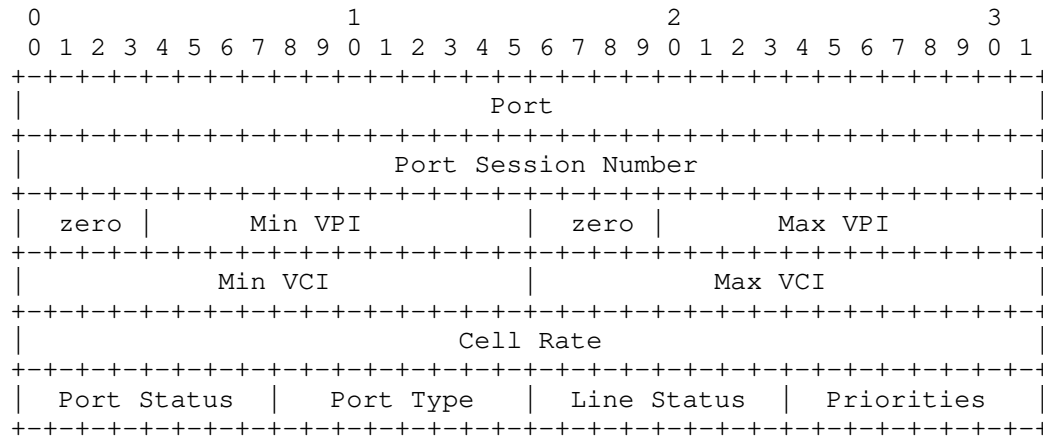 0                   1                   2                   3
0 1 2 3 4 5 6 7 8 9 0 1 2 3 4 5 6 7 8 9 0 1 2 3 4 5 6 7 8 9 0 1
+-+-+-+-+-+-+-+-+-+-+-+-+-+-+-+-+-+-+-+-+-+-+-+-+-+-+-+-+-+-+-+-+
|                              Port                             |
+-+-+-+-+-+-+-+-+-+-+-+-+-+-+-+-+-+-+-+-+-+-+-+-+-+-+-+-+-+-+-+-+
|                       Port Session Number                     |
+-+-+-+-+-+-+-+-+-+-+-+-+-+-+-+-+-+-+-+-+-+-+-+-+-+-+-+-+-+-+-+-+
|  zero |      Min VPI          |  zero |       Max VPI         |
+-+-+-+-+-+-+-+-+-+-+-+-+-+-+-+-+-+-+-+-+-+-+-+-+-+-+-+-+-+-+-+-+
|            Min VCI            |           Max VCI             |
+-+-+-+-+-+-+-+-+-+-+-+-+-+-+-+-+-+-+-+-+-+-+-+-+-+-+-+-+-+-+-+-+
|                           Cell Rate                           |
+-+-+-+-+-+-+-+-+-+-+-+-+-+-+-+-+-+-+-+-+-+-+-+-+-+-+-+-+-+-+-+-+
|  Port Status  |   Port Type   |  Line Status  |  Priorities   |
+-+-+-+-+-+-+-+-+-+-+-+-+-+-+-+-+-+-+-+-+-+-+-+-+-+-+-+-+-+-+-+-+